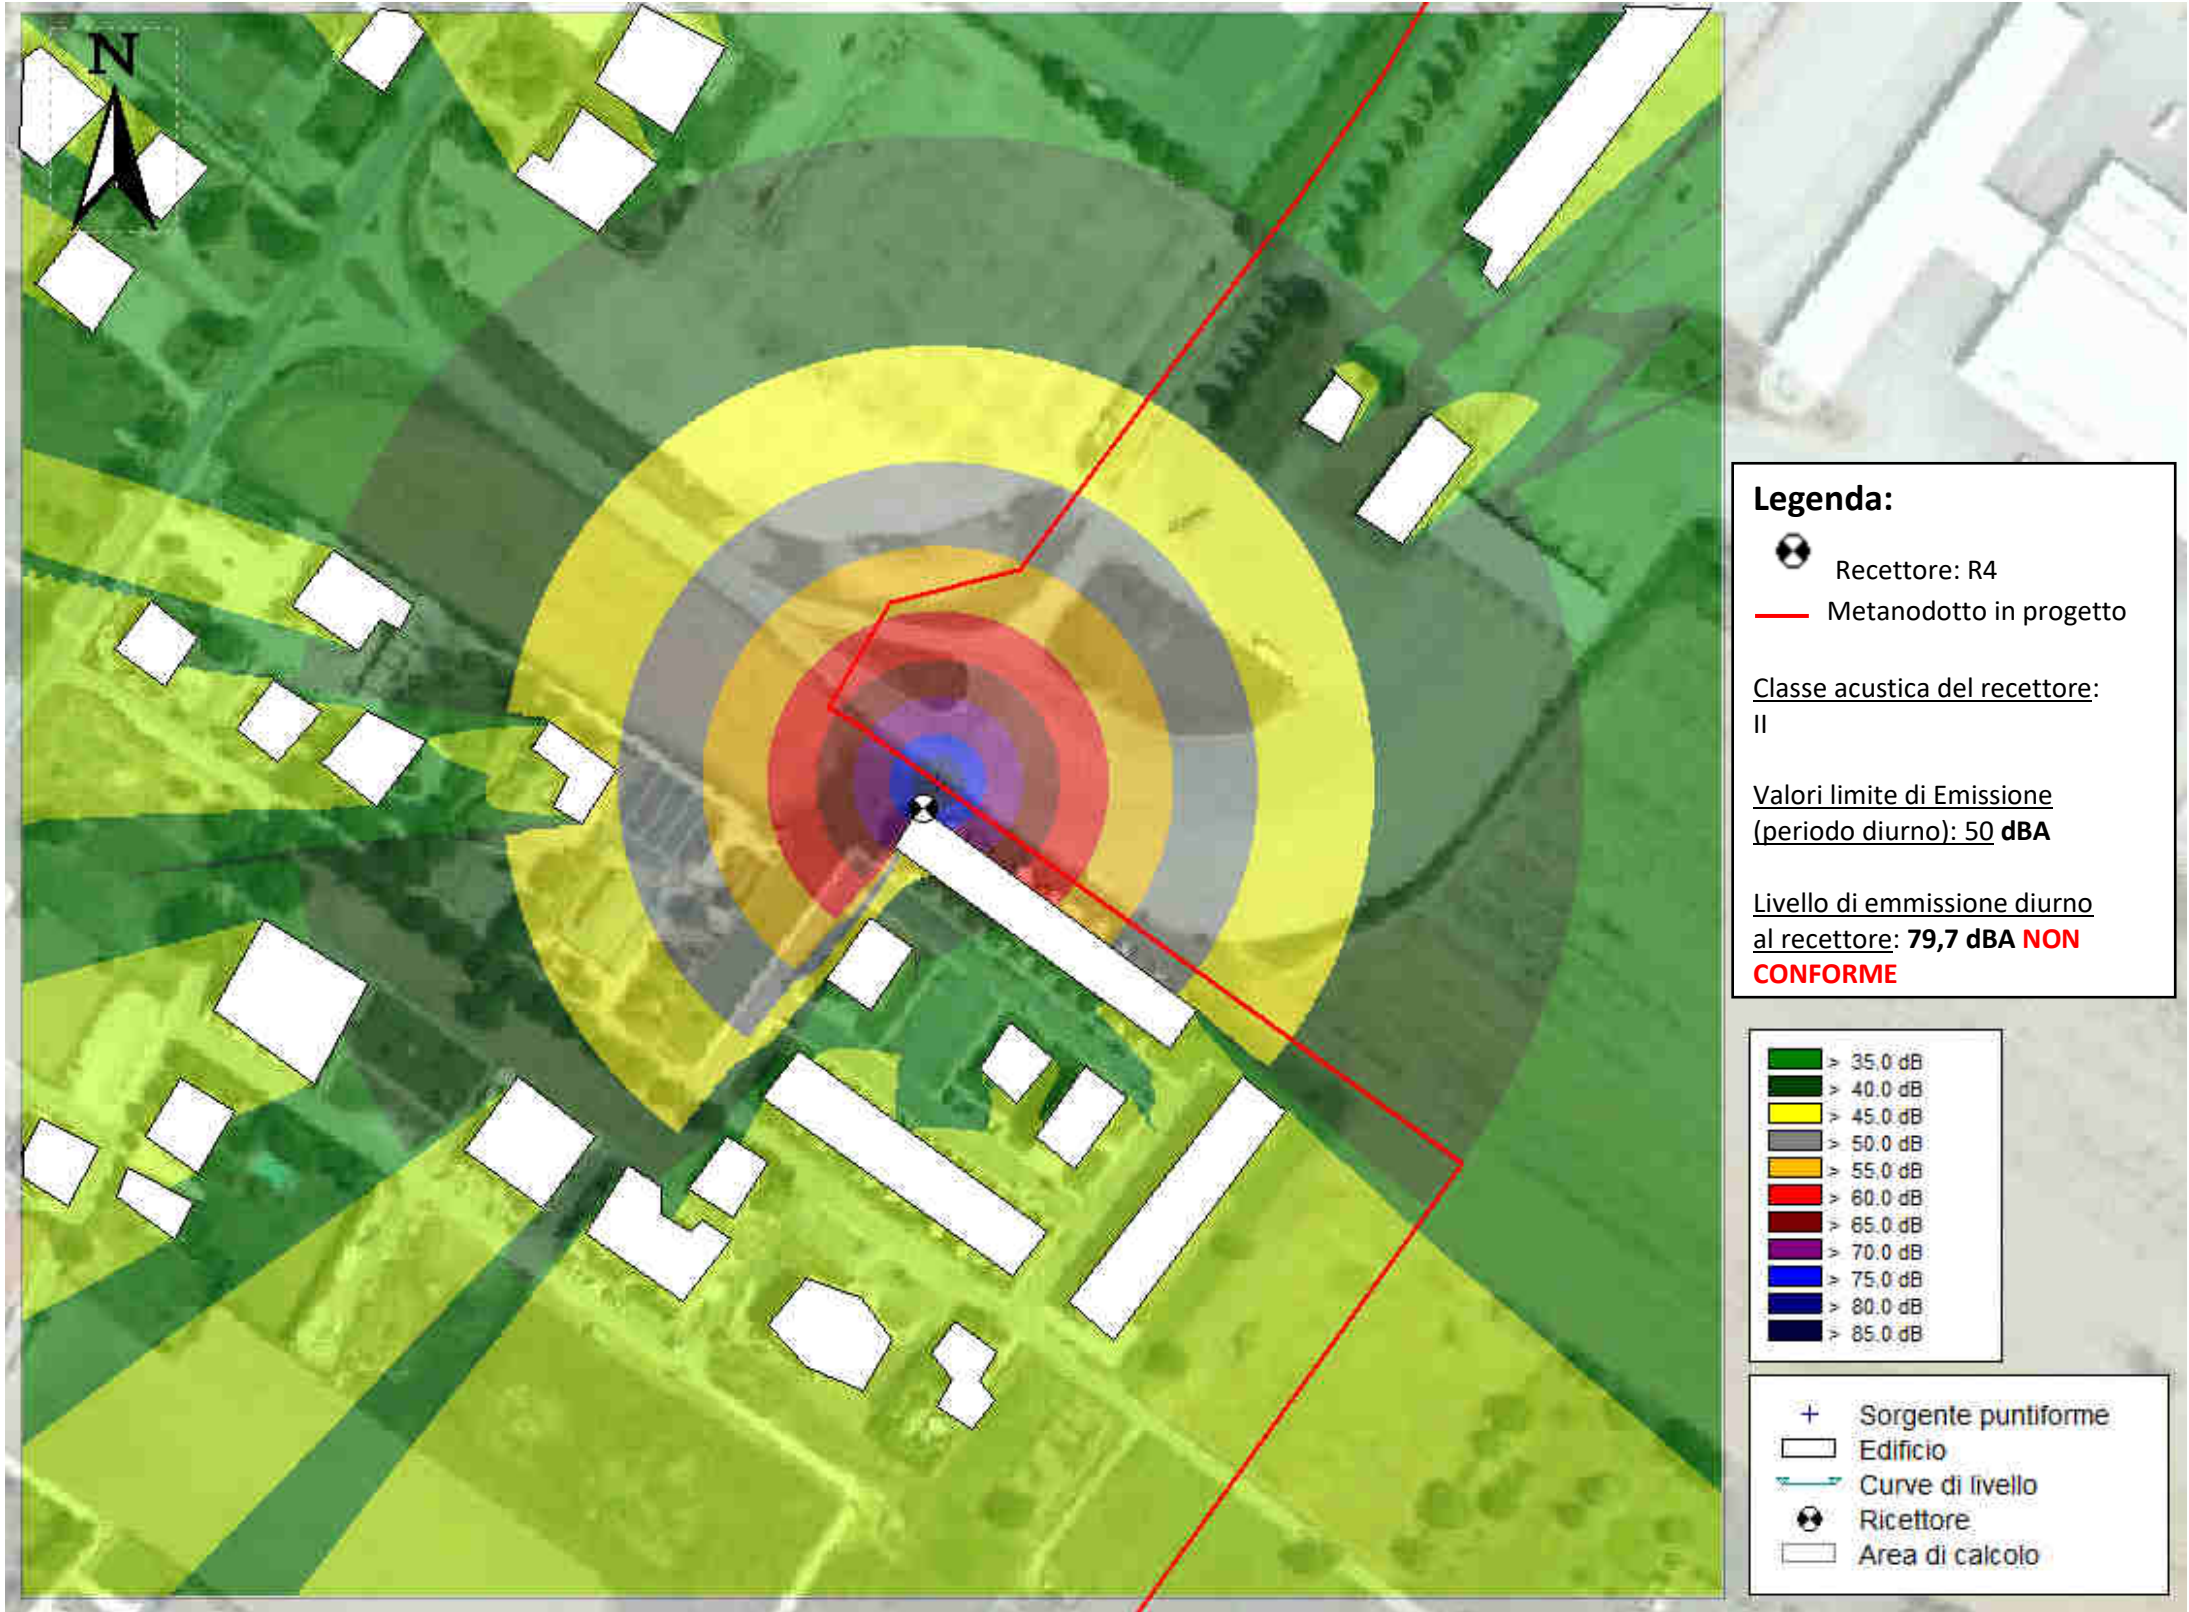 N
Legenda:
Recettore: R4
Metanodotto in progetto
Classe acustica del recettore:
II
Valori limite di Emissione
(periodo diurno): 50 dBA
Livello di emmissione diurno
al recettore: 79,7 dBA NON
CONFORME
> 35.0 dB
> 40.0 dB
> 45.0 dB
> 50.0 dB
> 55.0 dB
> 60.0 dB
> 65.0 dB
> 70.0 dB
> 75.0 dB
> 80.0 dB
> 85.0 dB
Sorgente puntiforme
Edificio
Curve di livello
Ricettore
Area di calcolo